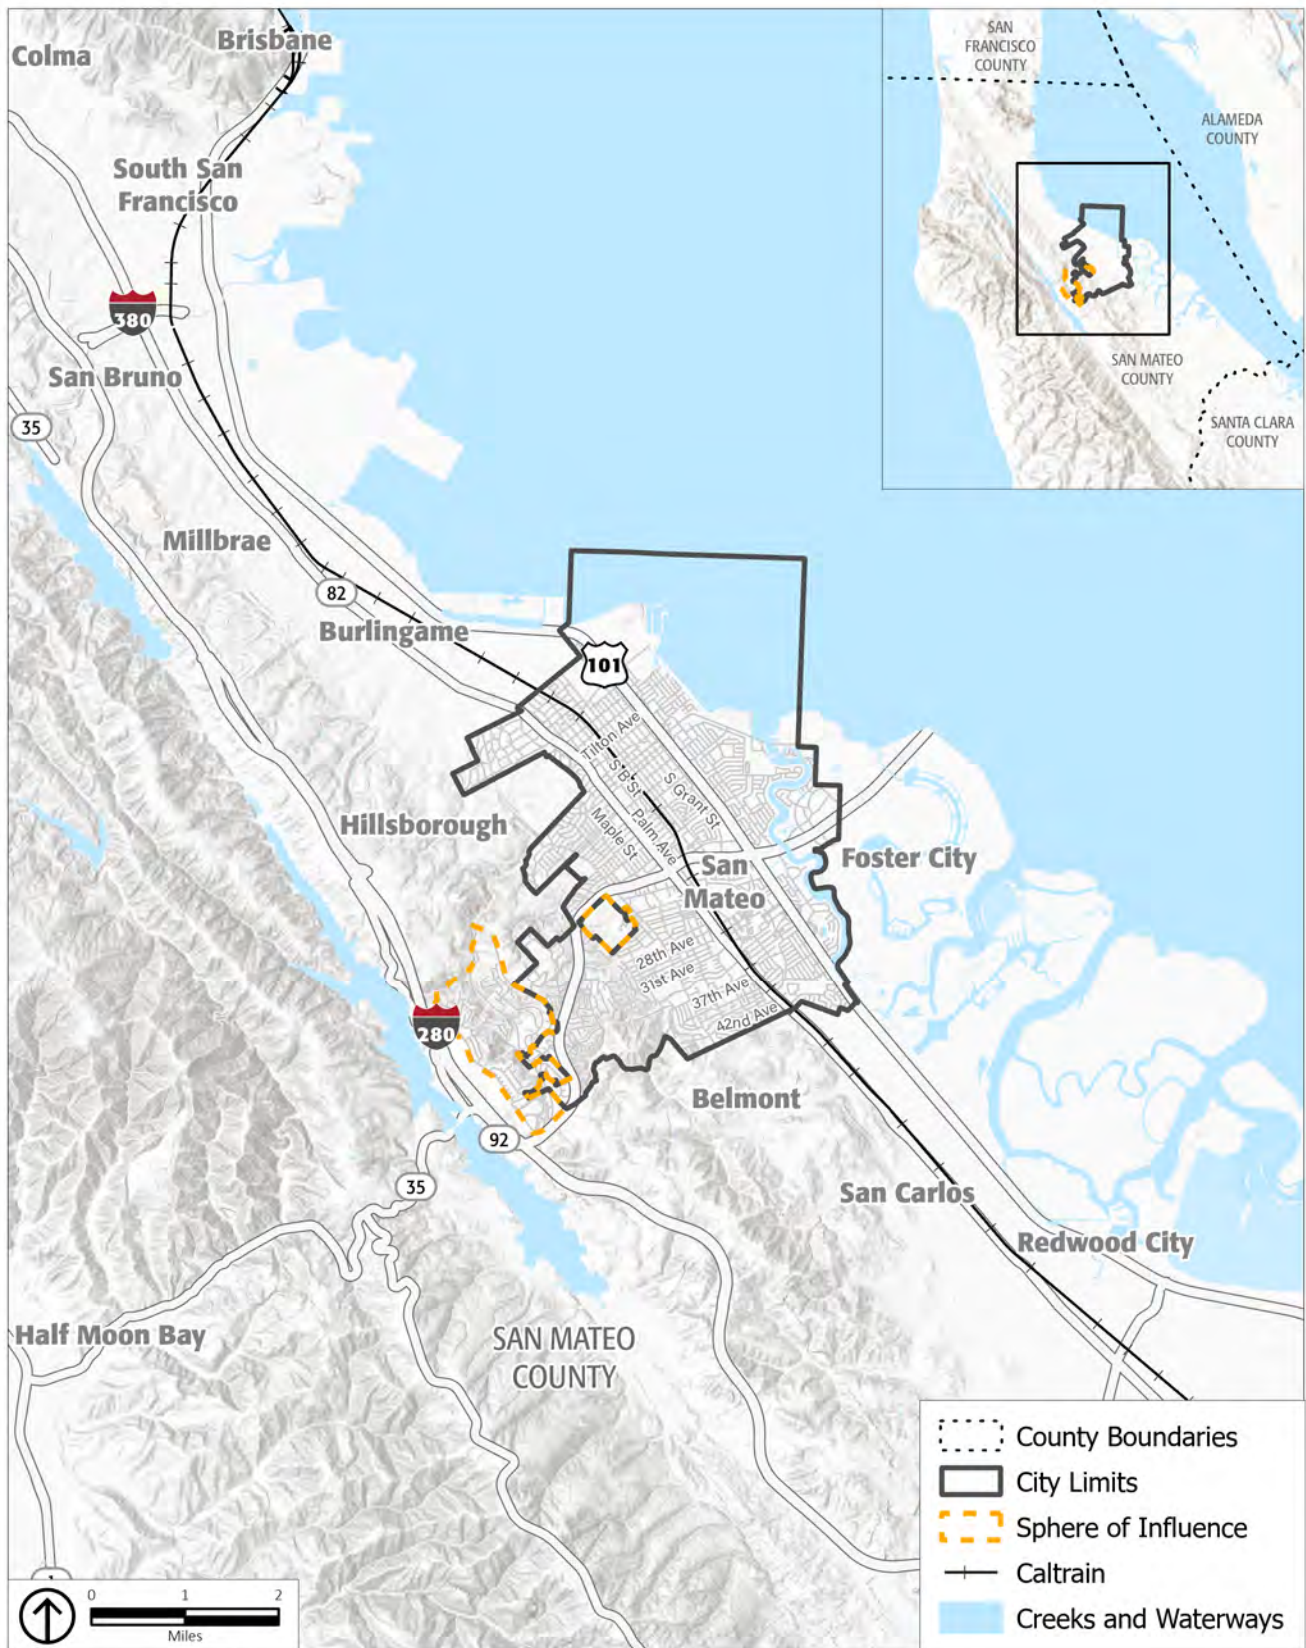 Colma
Brisbane
SAN
FRANCISCO
COUNTY
ALAMEDA
COUNTY
South San
Francisco
380
San Bruno
35
SAN MATEO
COUNTY
SANTA CLARA
COUNTY
Millbrae
82
Burlingame
101
Tilton Ave
S B St
S Grant St
Palm Ave
Maple St
Hillsborough
San
Mateo
Foster City
28th Ave
31st Ave
37th Ave
42nd Ave
280
Belmont
92
35
San Carlos
Redwood City
Half Moon Bay
SAN MATEO
COUNTY
County Boundaries
City Limits
Sphere of Influence
Caltrain
Creeks and Waterways
0 1 2
Miles